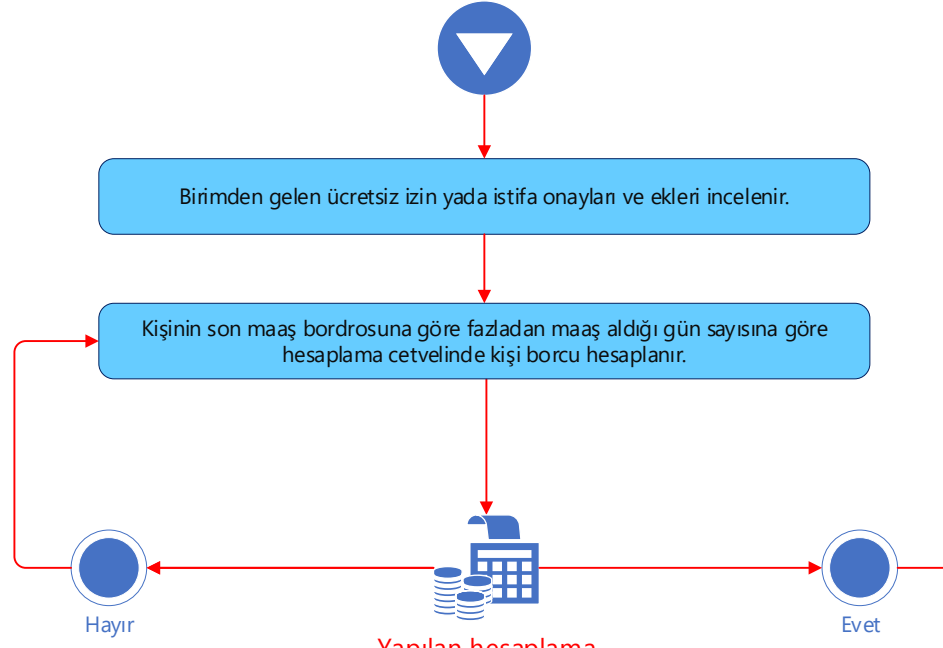 Birimden gelen ücretsiz izin yada istifa onayları ve ekleri incelenir.
Kişinin son maaş bordrosuna göre fazladan maaş aldığı gün sayısına göre
hesaplama cetvelinde kişi borcu hesaplanır.
Hayır
Evet
Yapılan hesaplama